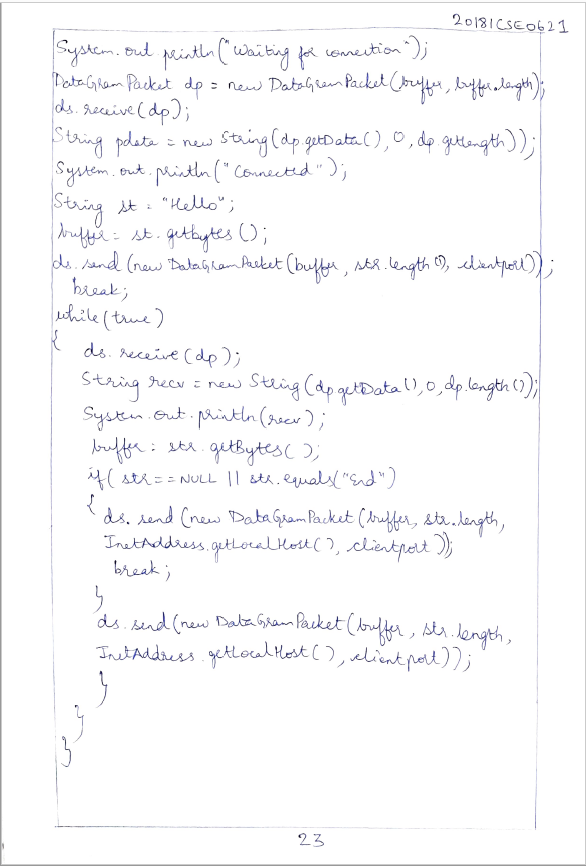 20181CSE0621
System.out println("Waiting for connection");
DataGramPacket dp = new DataGramPacket(buffer, buffer.length);
ds.receive(dp);
String pdata = new String(dp.getData(), 0, dp.getlength));
System.out.println("Connected");
String st = "Hello";
buffer = st.getbytes();
ds.send(new DataGramPacket(buffer, str.length(), clientport));
break;
while(true)
{ ds.receive(dp);
String recv = new String(dp.getData(), 0, dp.length());
System.out.println(recv);
buffer = str.getBytes();
if( str == NULL || str.equals("End")
{ ds. send (new DataGramPacket (buffer, str.length,
InetAddress.getLocalHost(), clientport));
break;
}
ds. send (new DataGramPacket (buffer, str.length,
InetAddress.getLocalHost(), clientport));
}
}
}
23